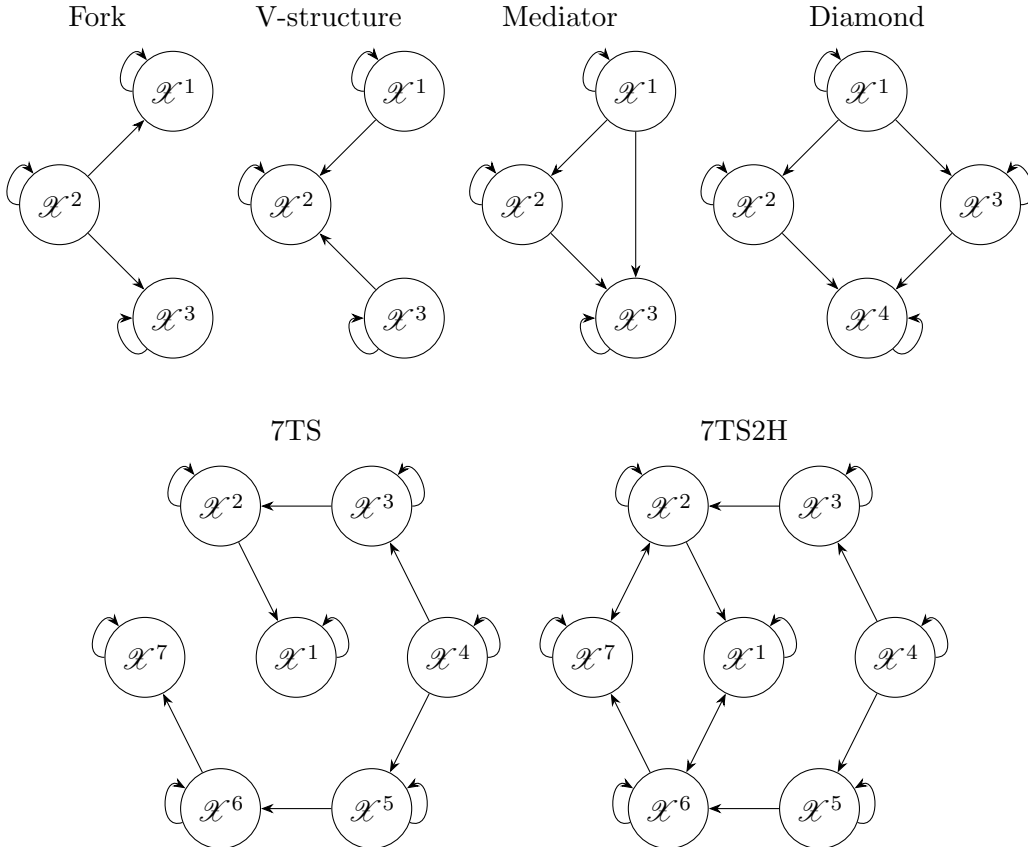 Fork V-structure Mediator Diamond
𝒳¹ 𝒳¹ 𝒳¹ 𝒳¹
𝒳² 𝒳² 𝒳² 𝒳² 𝒳³
𝒳³ 𝒳³ 𝒳³ 𝒳⁴
7TS 7TS2H
𝒳² 𝒳³ 𝒳² 𝒳³
𝒳⁷ 𝒳¹ 𝒳⁴ 𝒳⁷ 𝒳¹ 𝒳⁴
𝒳⁶ 𝒳⁵ 𝒳⁶ 𝒳⁵